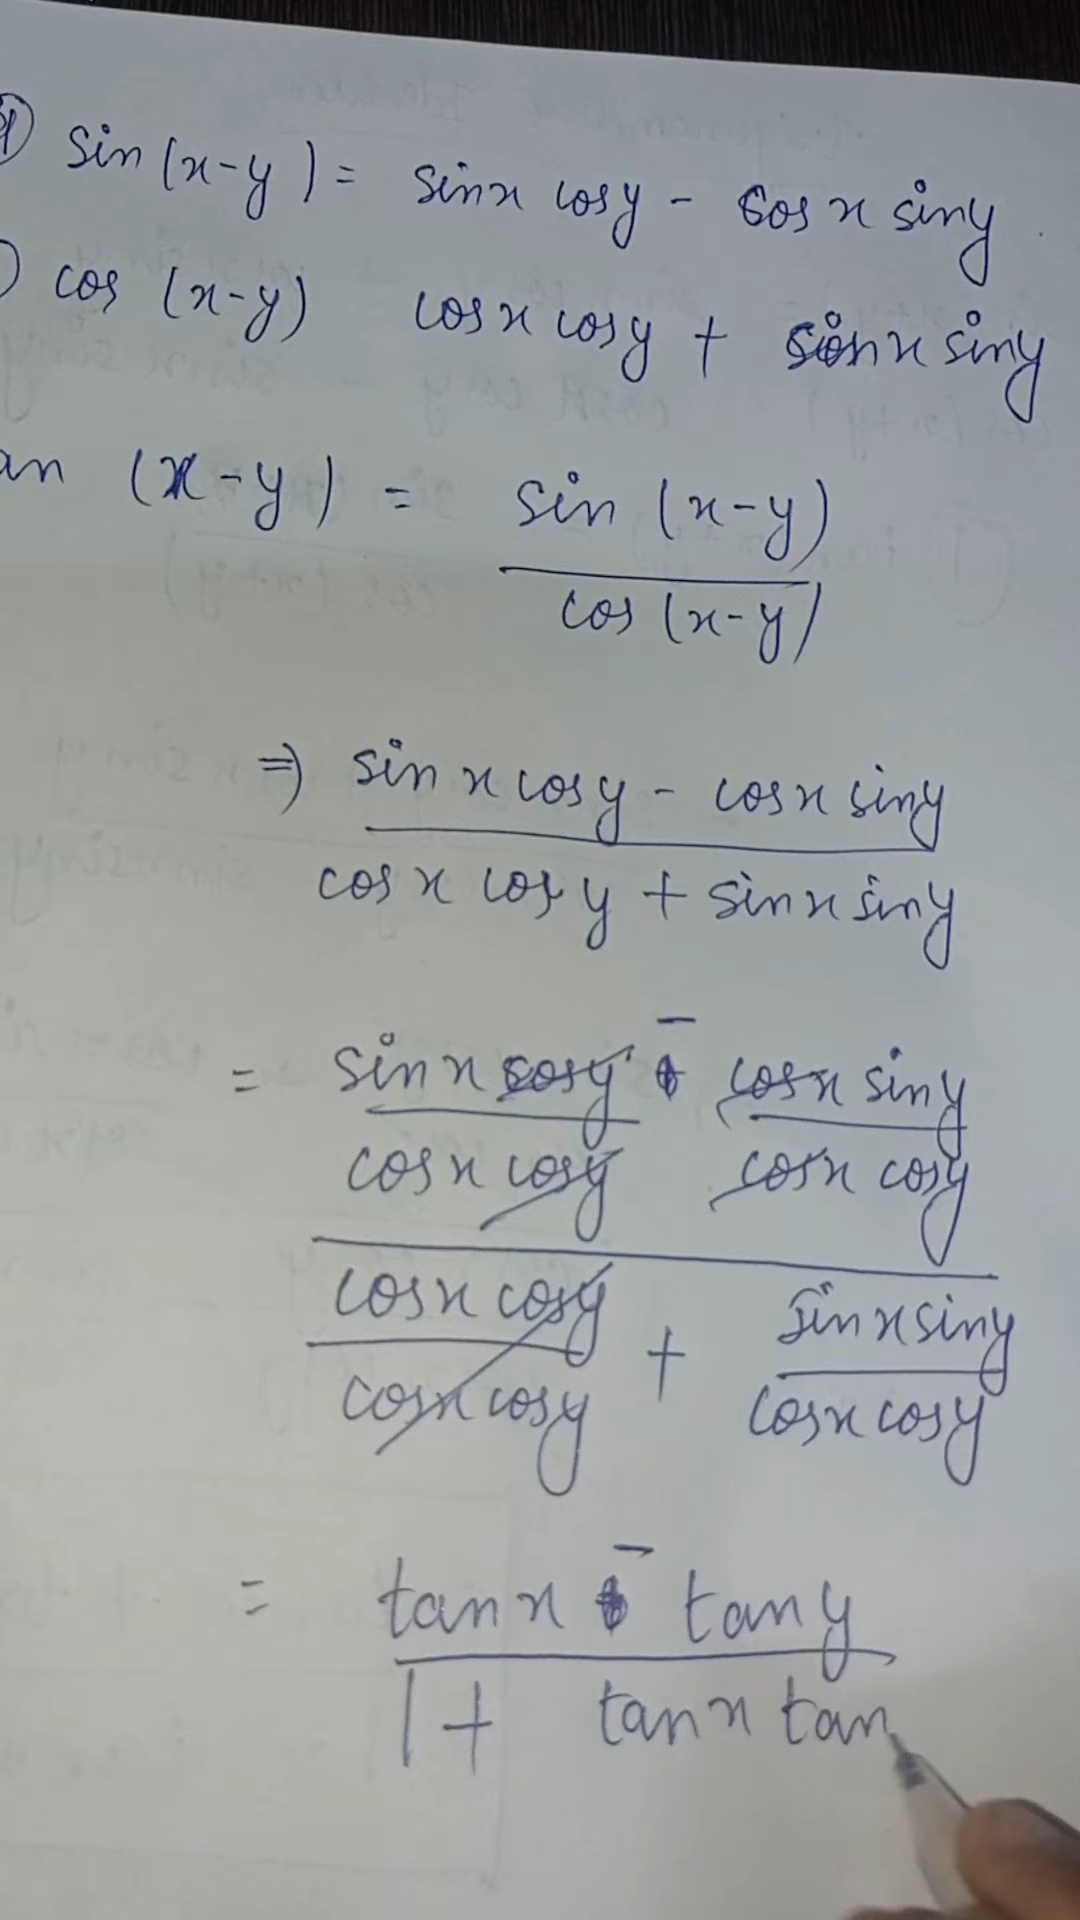 sin (x-y) = sinx cosy - cos x siny
cos (x-y) cosx cosy + sinx siny
an (x-y) = sin (x-y)
cos (x-y)
⇒ sin x cosy - cosx siny
cosx cosy + sinx siny
= sinx cosy - cosx siny
cosx cosy cosx cosy
cosx cosy + sinx siny
cosx cosy cosx cosy
= tanx - tany
1 + tanx tan